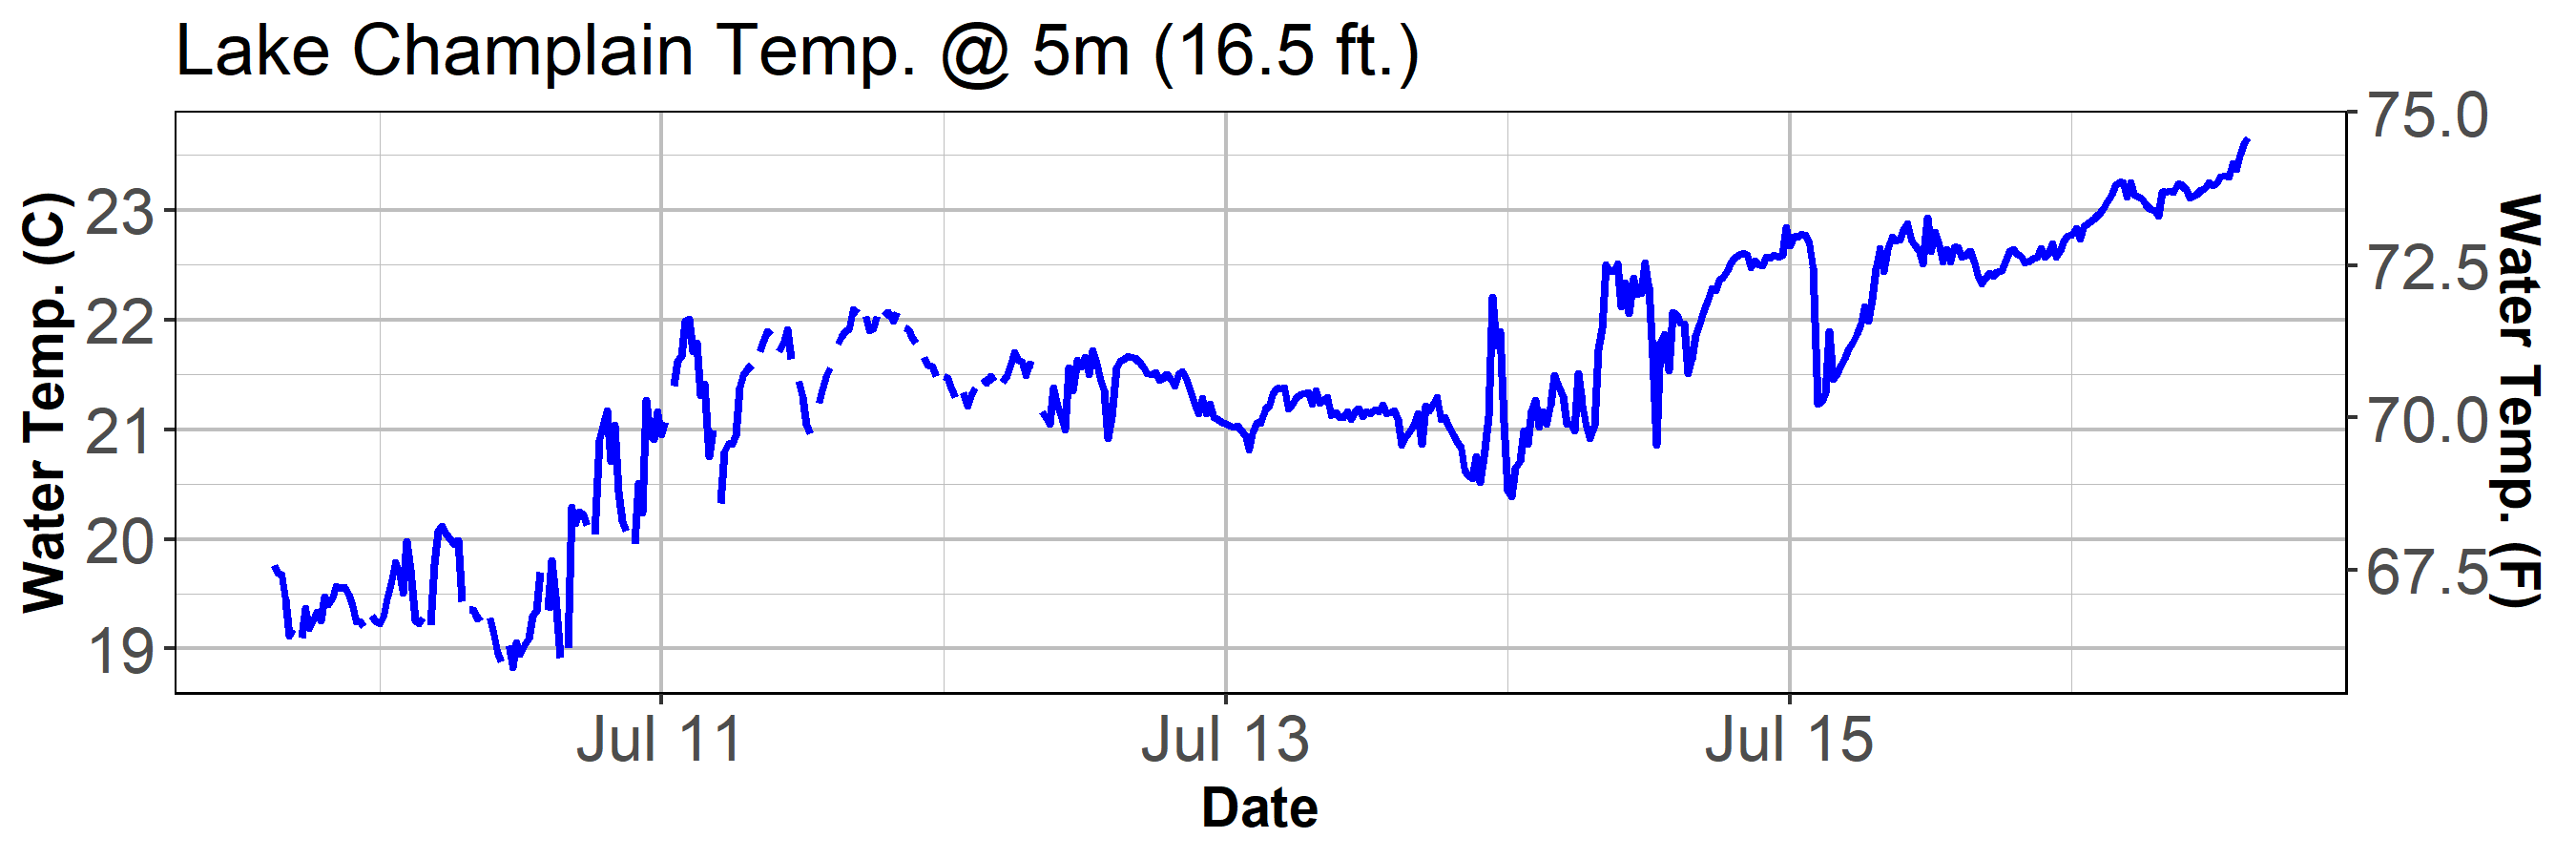 Lake Champlain Temp. @ 5m (16.5 ft.)
Water Temp. (C)
23
22
21
20
19
75.0
72.5
70.0
67.5
Water Temp. (F)
Jul 11 Jul 13 Jul 15
Date